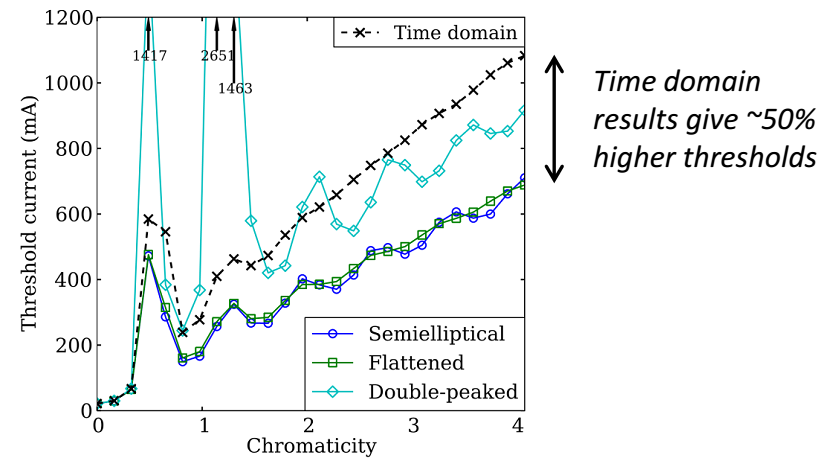 1200
1000
800
600
400
200
0
Threshold current (mA)
1417
2651
1463
Time domain
Semielliptical
Flattened
Double-peaked
0 1 2 3 4
Chromaticity
Time domain
results give ~50%
higher thresholds